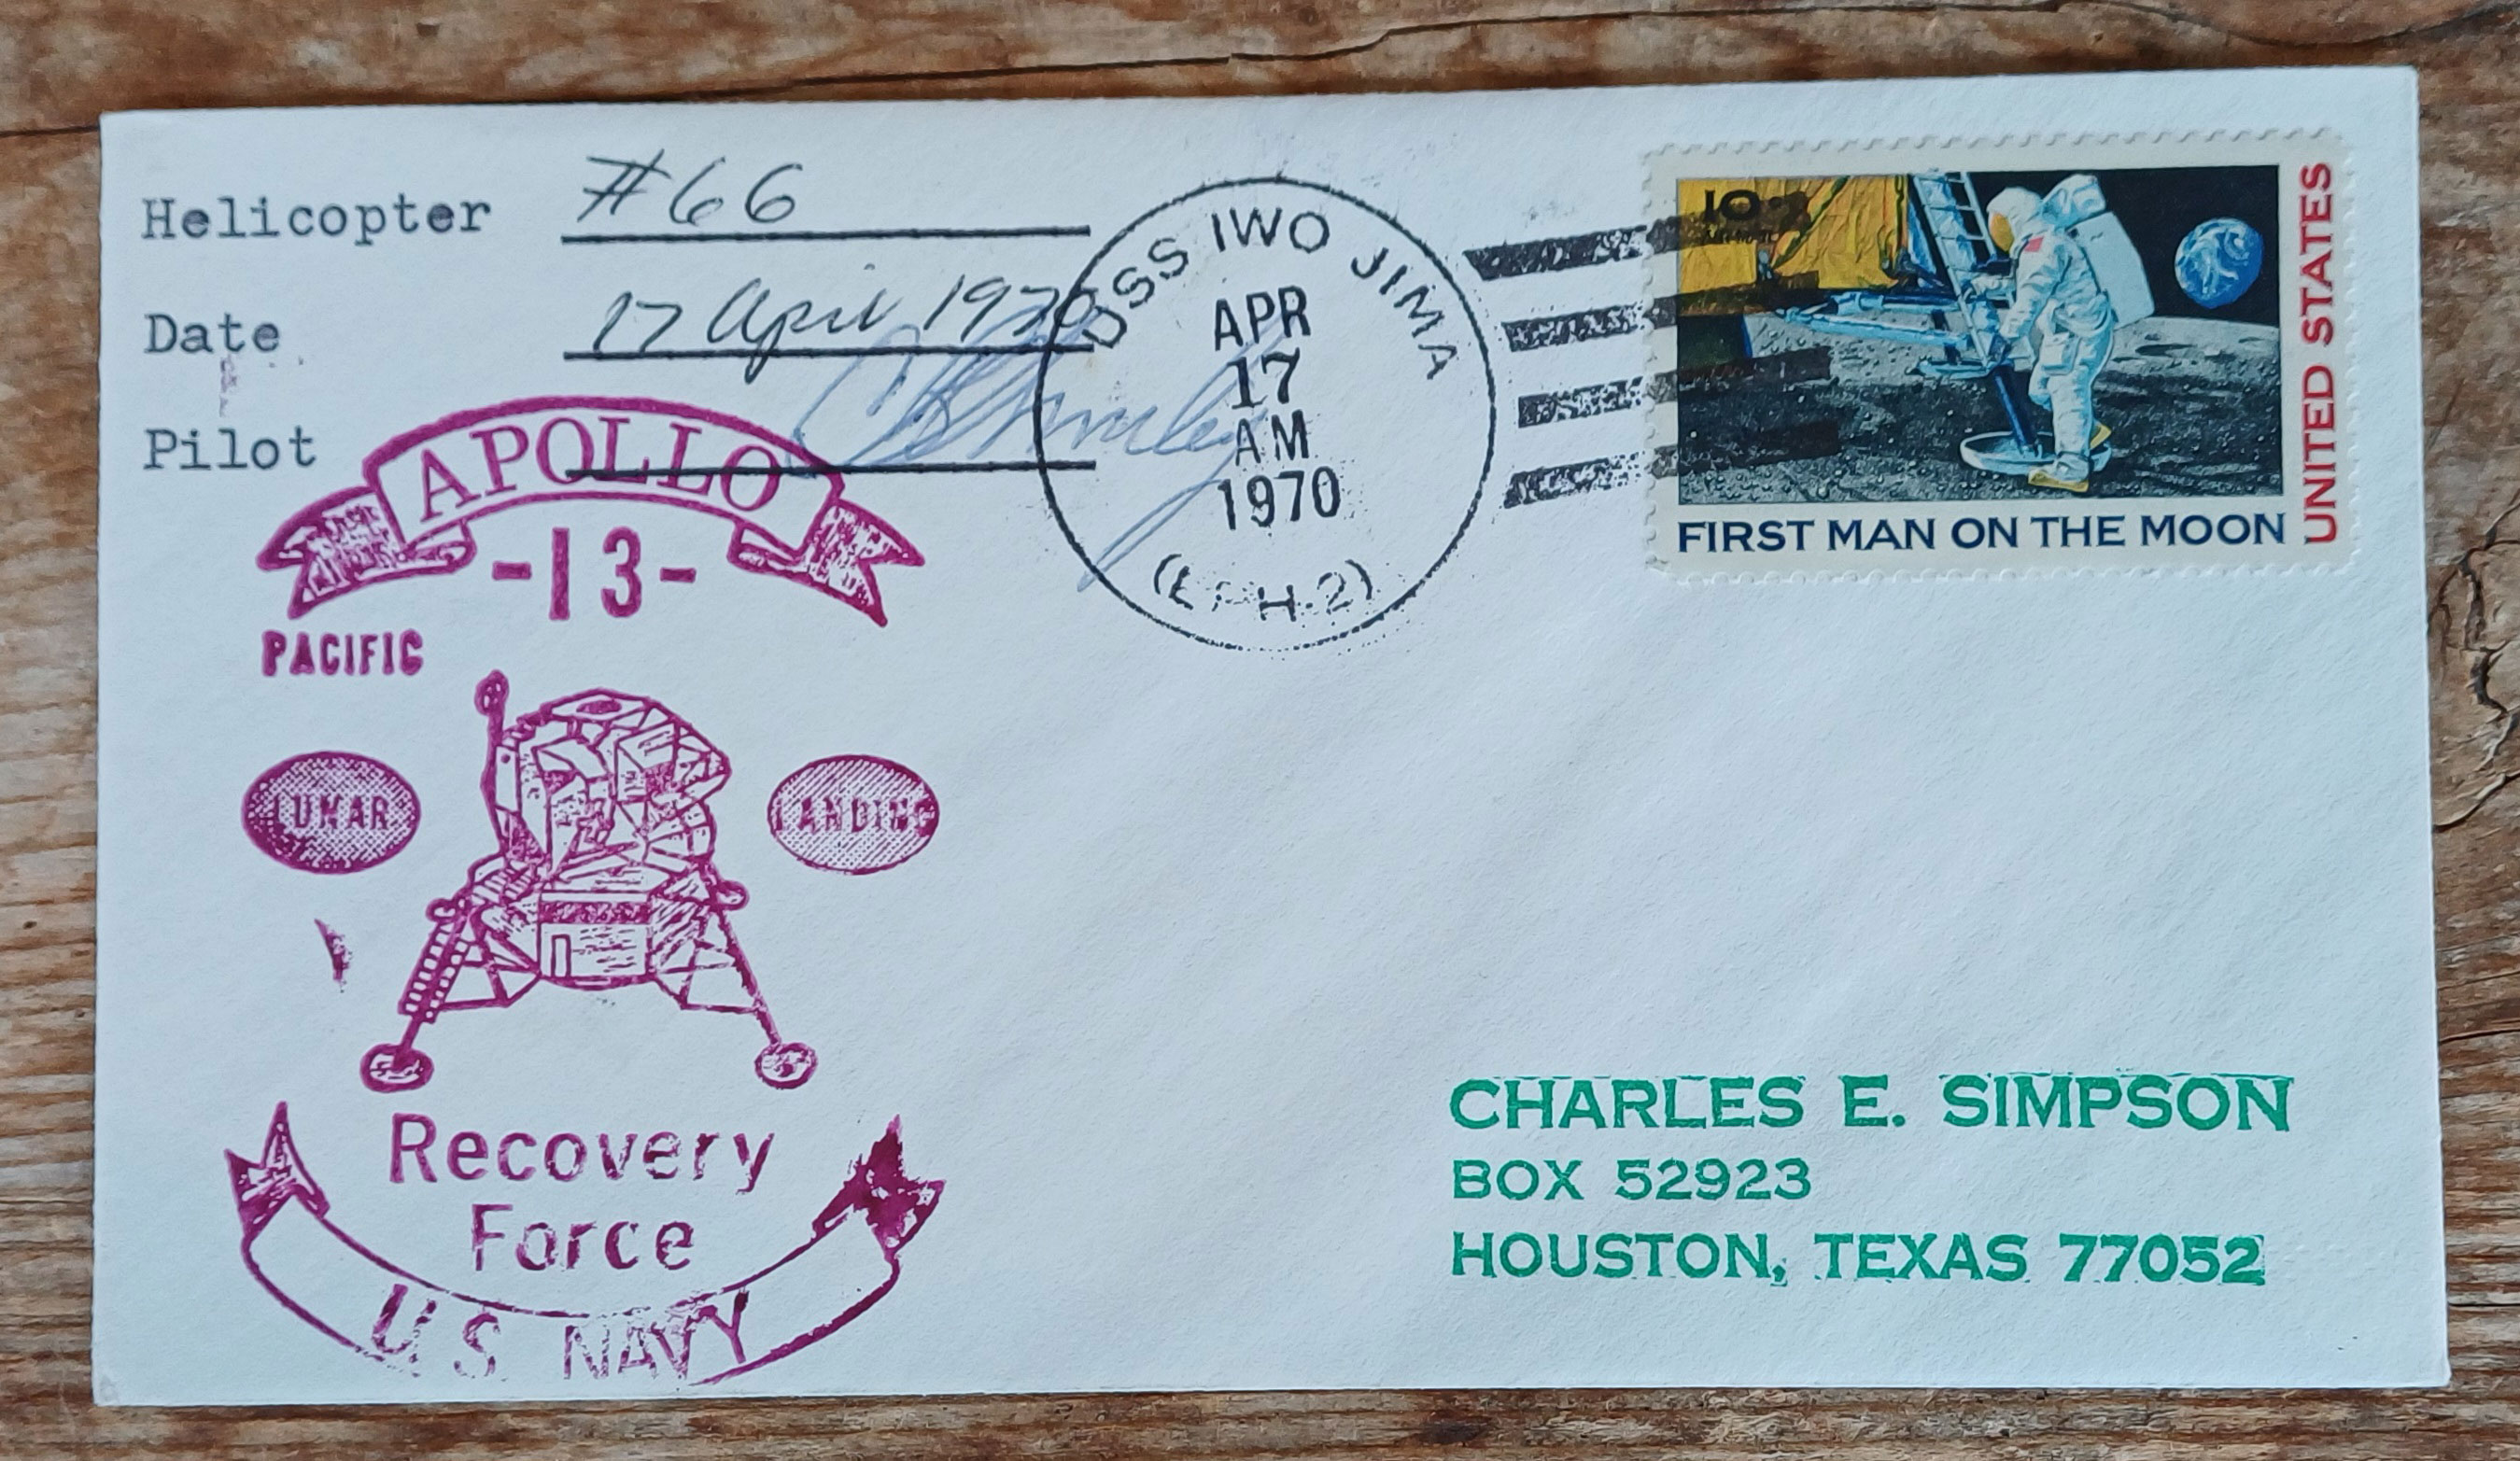 Helicopter #66
Date 17 April 1970
Pilot
APOLLO
-13-
PACIFIC
LUNAR
LANDING
Recovery
Force
U.S. NAVY
USS IWO JIMA
APR
17
AM
1970
10¢
UNITED STATES
FIRST MAN ON THE MOON
CHARLES E. SIMPSON
BOX 52923
HOUSTON, TEXAS 77052